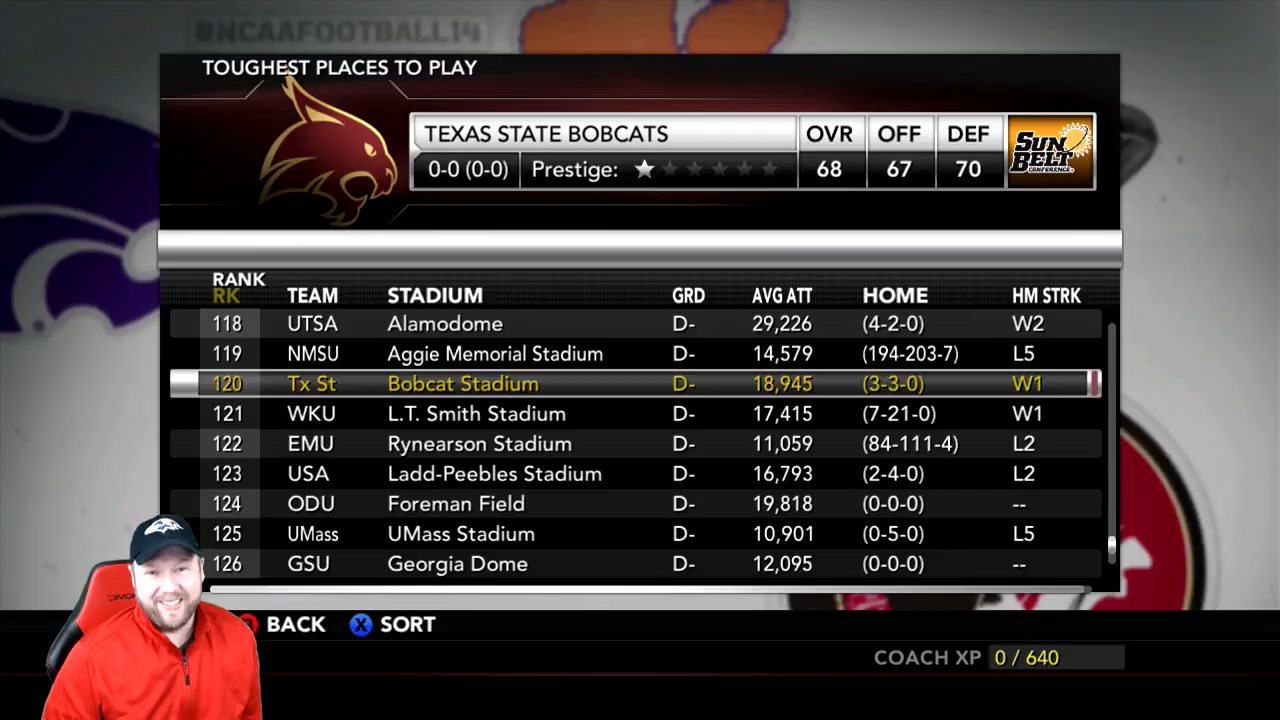 #NCAAFOOTBALL14
TOUGHEST PLACES TO PLAY
TEXAS STATE BOBCATS OVR OFF DEF
0-0 (0-0) Prestige: 68 67 70
SUN BELT CONFERENCE
RANK
RK TEAM STADIUM GRD AVG ATT HOME HM STRK
118 UTSA Alamodome D- 29,226 (4-2-0) W2
119 NMSU Aggie Memorial Stadium D- 14,579 (194-203-7) L5
120 Tx St Bobcat Stadium D- 18,945 (3-3-0) W1
121 WKU L.T. Smith Stadium D- 17,415 (7-21-0) W1
122 EMU Rynearson Stadium D- 11,059 (84-111-4) L2
123 USA Ladd-Peebles Stadium D- 16,793 (2-4-0) L2
124 ODU Foreman Field D- 19,818 (0-0-0) --
125 UMass UMass Stadium D- 10,901 (0-5-0) L5
126 GSU Georgia Dome D- 12,095 (0-0-0) --
BACK X SORT
COACH XP 0 / 640